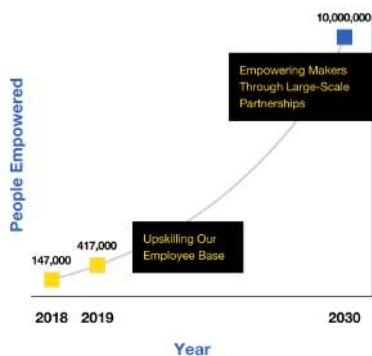 10,000,000
Empowering Makers
Through Large-Scale
Partnerships
People Empowered
417,000
147,000
Upskilling Our
Employee Base
2018 2019 2030
Year